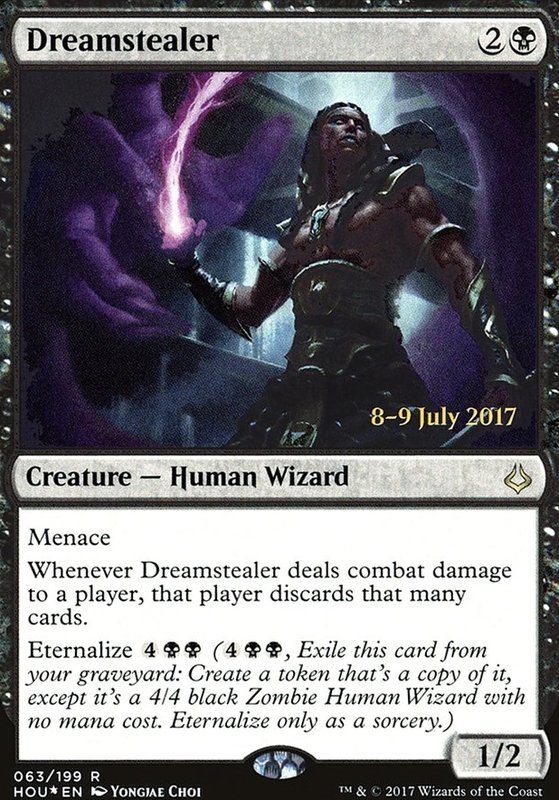 Dreamstealer 2
8-9 July 2017
Creature — Human Wizard
Menace
Whenever Dreamstealer deals combat damage
to a player, that player discards that many
cards.
Eternalize 4 (4, Exile this card from
your graveyard: Create a token that's a copy of it,
except it's a 4/4 black Zombie Human Wizard with
no mana cost. Eternalize only as a sorcery.)
1/2
063/199 R
HOU★EN Yongjae Choi ™ & © 2017 Wizards of the Coast